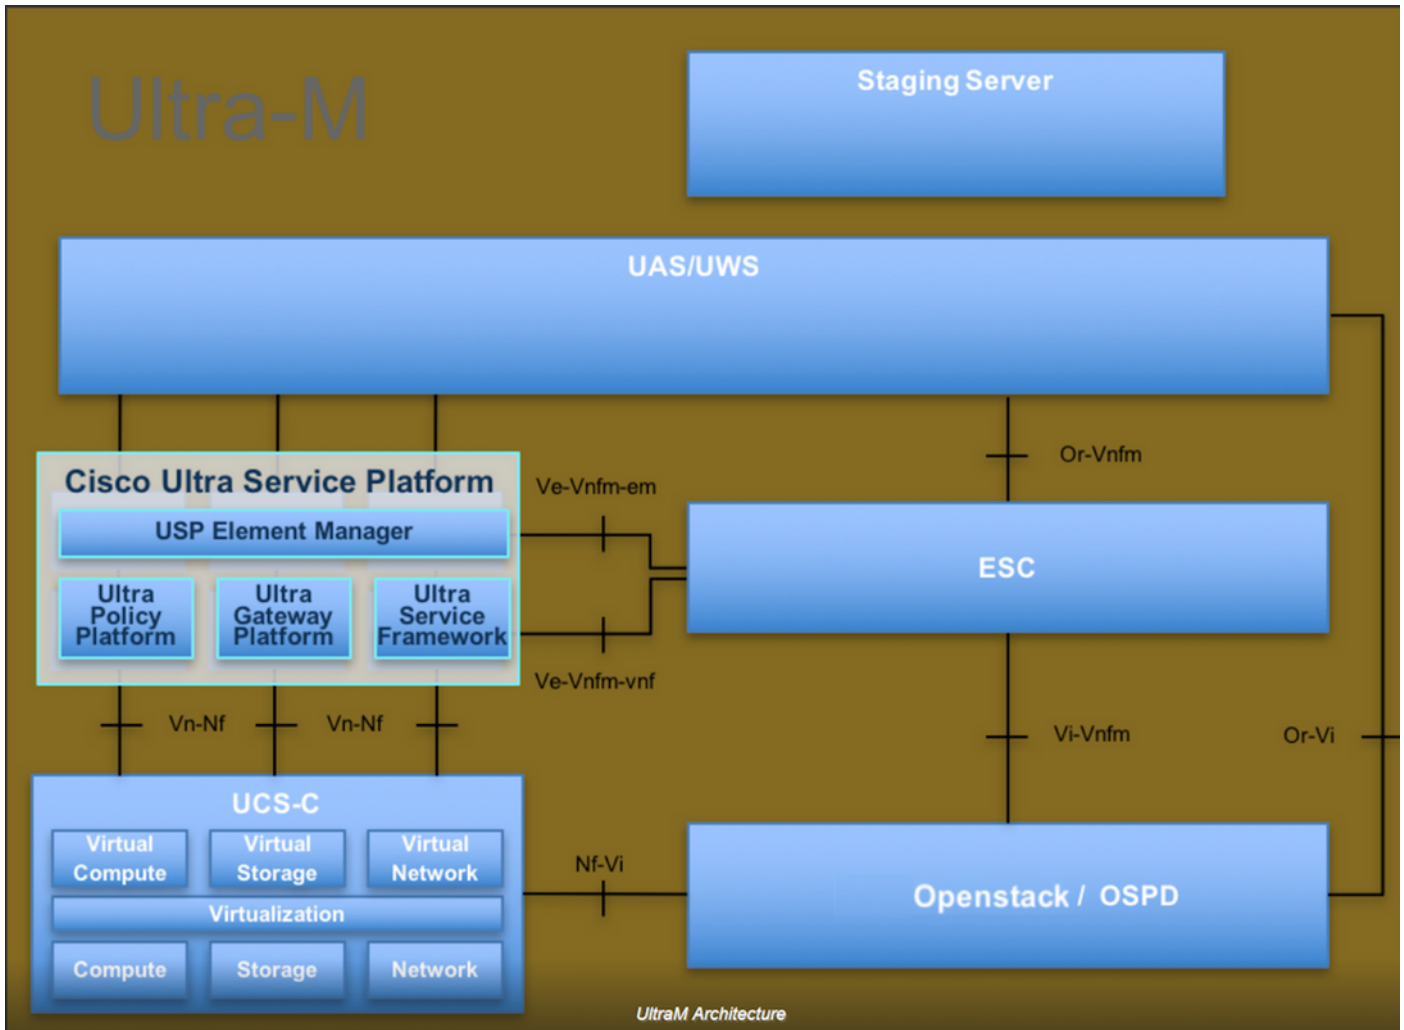 Ultra-M
Staging Server
UAS/UWS
Or-Vnfm
Cisco Ultra Service Platform
Ve-Vnfm-em
USP Element Manager
ESC
Ultra
Policy
Platform
Ultra
Gateway
Platform
Ultra
Service
Framework
Ve-Vnfm-vnf
Vn-Nf
Vn-Nf
Vi-Vnfm
Or-Vi
UCS-C
Virtual
Compute
Virtual
Storage
Virtual
Network
Nf-Vi
Openstack / OSPD
Virtualization
Compute
Storage
Network
UltraM Architecture